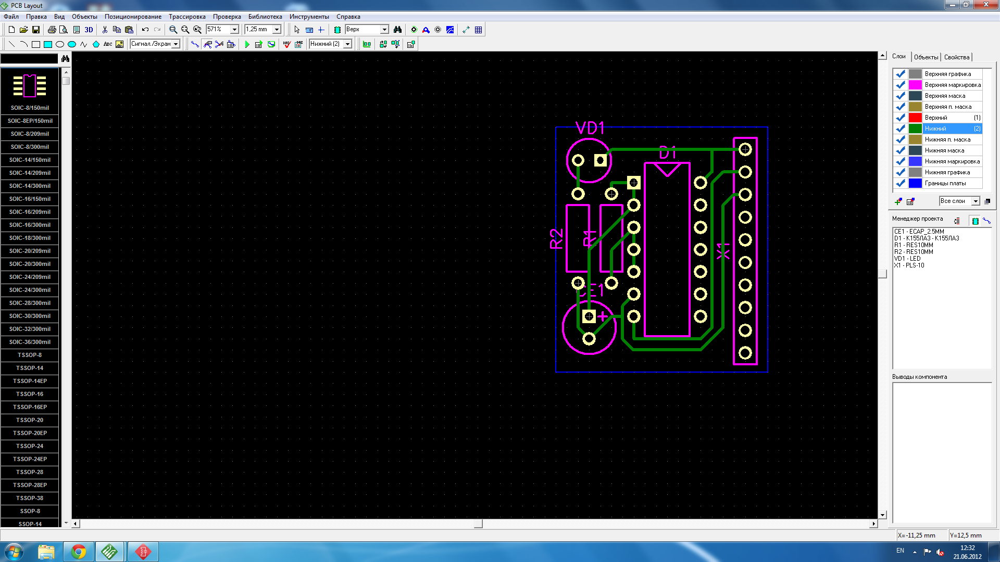 PCB Layout
Файл Правка Вид Объекты Позиционирование Трассировка Проверка Библиотека Инструменты Справка
3D 571% 1,25 mm Верх
ABC Сигнал./Экран DRC DRC Нижний (2)
SOIC-8/150mil
SOIC-8EP/150mil
SOIC-8/209mil
SOIC-8/300mil
SOIC-14/150mil
SOIC-14/209mil
SOIC-14/300mil
SOIC-16/150mil
SOIC-16/209mil
SOIC-16/300mil
SOIC-18/300mil
SOIC-20/209mil
SOIC-20/300mil
SOIC-24/209mil
SOIC-24/300mil
SOIC-28/300mil
SOIC-30/300mil
SOIC-32/300mil
SOIC-36/300mil
TSSOP-8
TSSOP-14
TSSOP-14EP
TSSOP-16
TSSOP-16EP
TSSOP-20
TSSOP-20EP
TSSOP-24
TSSOP-24EP
TSSOP-28
TSSOP-28EP
TSSOP-38
SSOP-8
SSOP-14
VD1
D1
R2
R1
X1
CE1
+
Слои Объекты Свойства
Верхняя графика
Верхняя маркировка
Верхняя маска
Верхняя п. маска
Верхний (1)
Нижний (2)
Нижняя п. маска
Нижняя маска
Нижняя маркировка
Нижняя графика
Границы платы
Все слои
Менеджер проекта
CE1 - ECAP_2.5MM
D1 - К155ЛА3 - К155ЛА3
R1 - RES10MM
R2 - RES10MM
VD1 - LED
X1 - PLS-10
Выводы компонента
X=-11,25 mm Y=12,5 mm
EN
12:32
21.06.2012